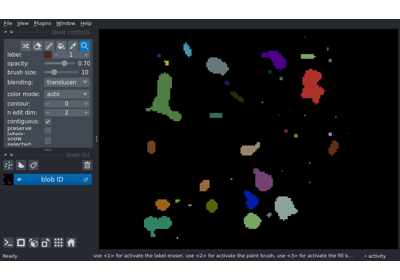 File View Plugins Window Help
layer controls
label: 1
opacity: 0.70
brush size: 10
blending: translucen
color mode: auto
contour: 0
n edit dim: 2
contiguous: ✓
preserve
labels:
show
selected:
layer list
blob ID
Ready use <1> for activate the label eraser, use <2> for activate the paint brush, use <3> for activate the fill b... activity